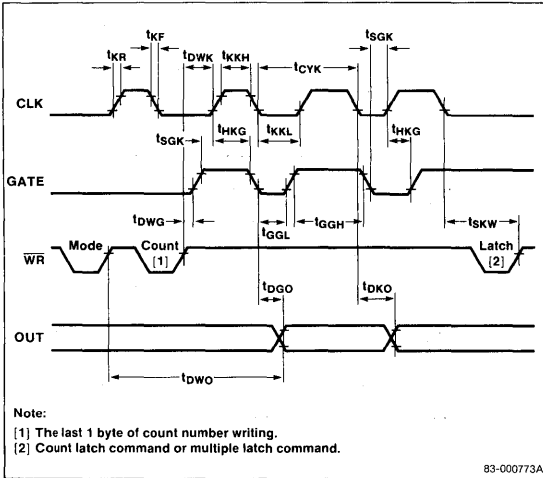 tSGK
tKR tKF tDWK tKKH tCYK
CLK
tSGK tHKG tKKL tHKG
GATE
tDWG tGGL tGGH tSKW
Mode Count Latch
WR [1] [2]
tDGO tDKO
OUT
tDWO
Note:
[1] The last 1 byte of count number writing.
[2] Count latch command or multiple latch command.
83-000773A